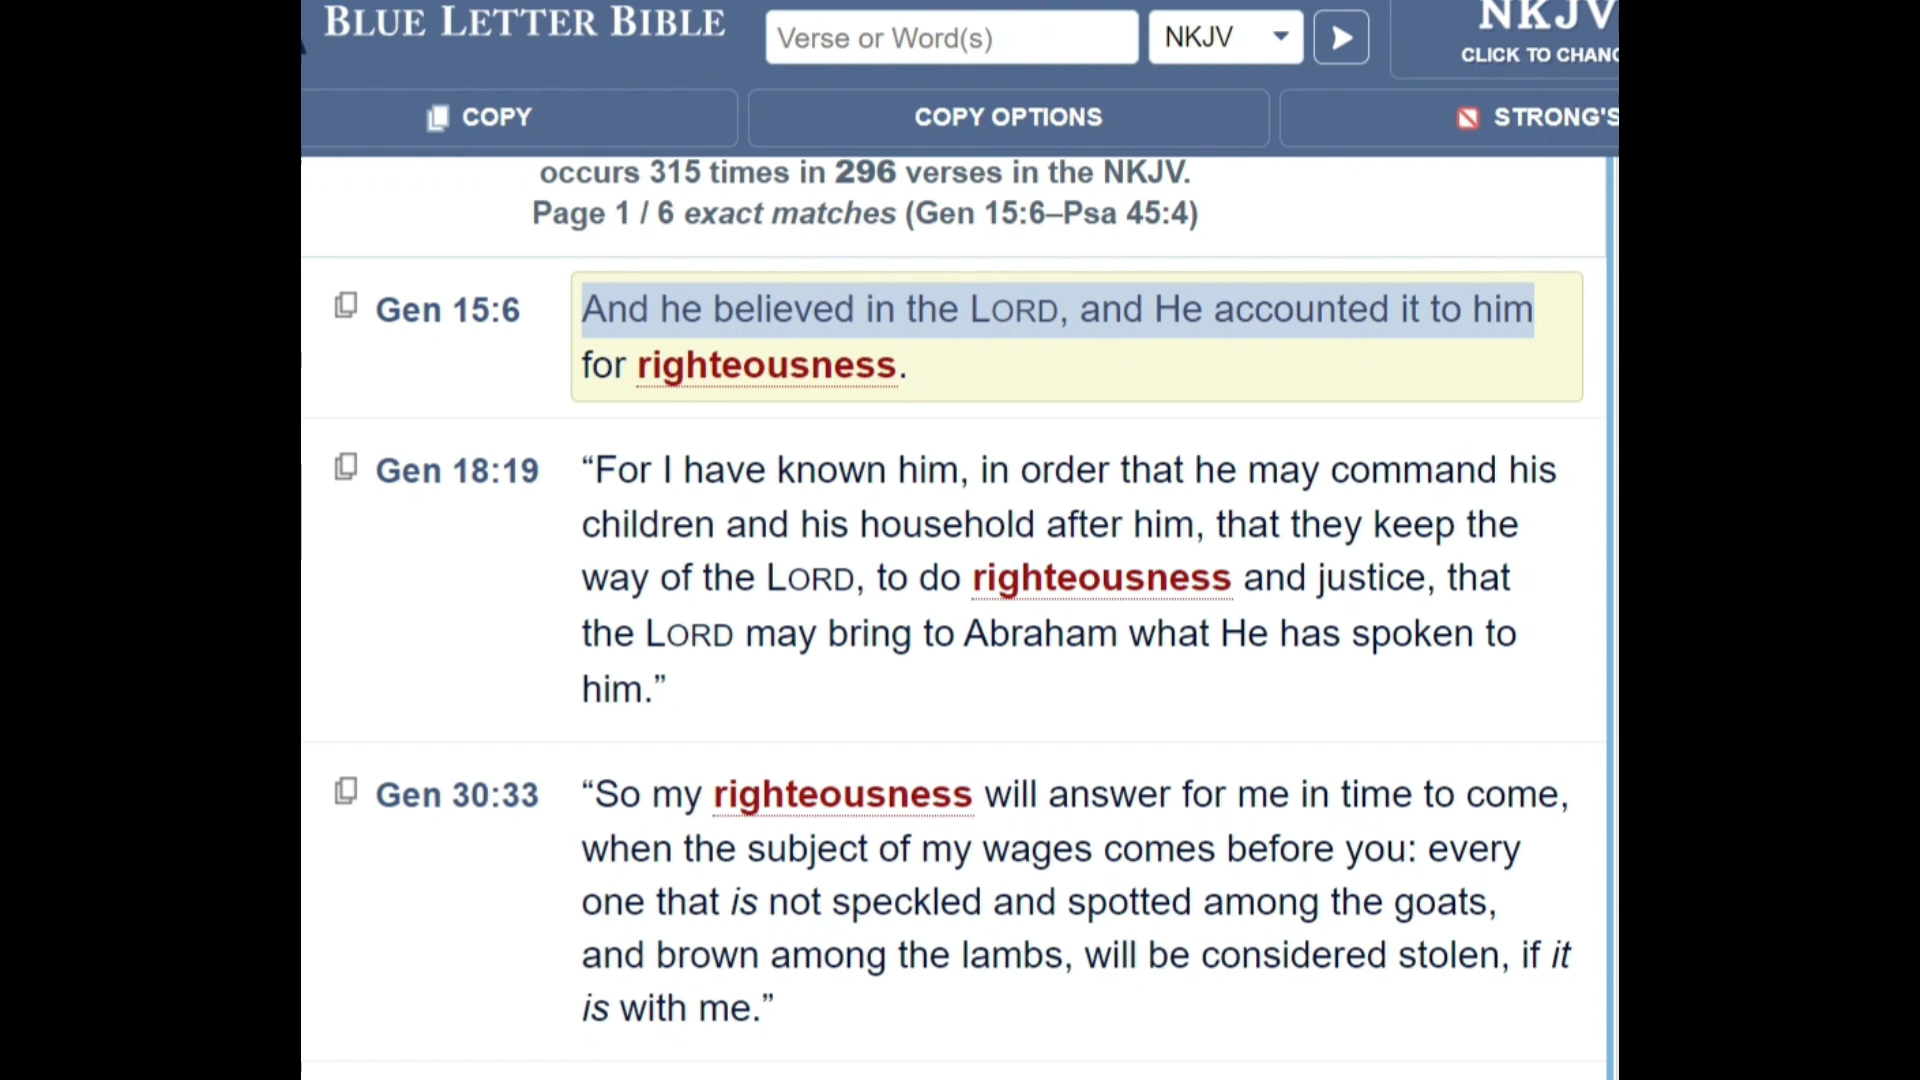 BLUE LETTER BIBLE
Verse or Word(s)
NKJV
NKJV
CLICK TO CHANG
COPY
COPY OPTIONS
STRONG'S
occurs 315 times in 296 verses in the NKJV.
Page 1 / 6 exact matches (Gen 15:6–Psa 45:4)
Gen 15:6
And he believed in the LORD, and He accounted it to him
for righteousness.
Gen 18:19
“For I have known him, in order that he may command his
children and his household after him, that they keep the
way of the LORD, to do righteousness and justice, that
the LORD may bring to Abraham what He has spoken to
him.”
Gen 30:33
“So my righteousness will answer for me in time to come,
when the subject of my wages comes before you: every
one that is not speckled and spotted among the goats,
and brown among the lambs, will be considered stolen, if it
is with me.”